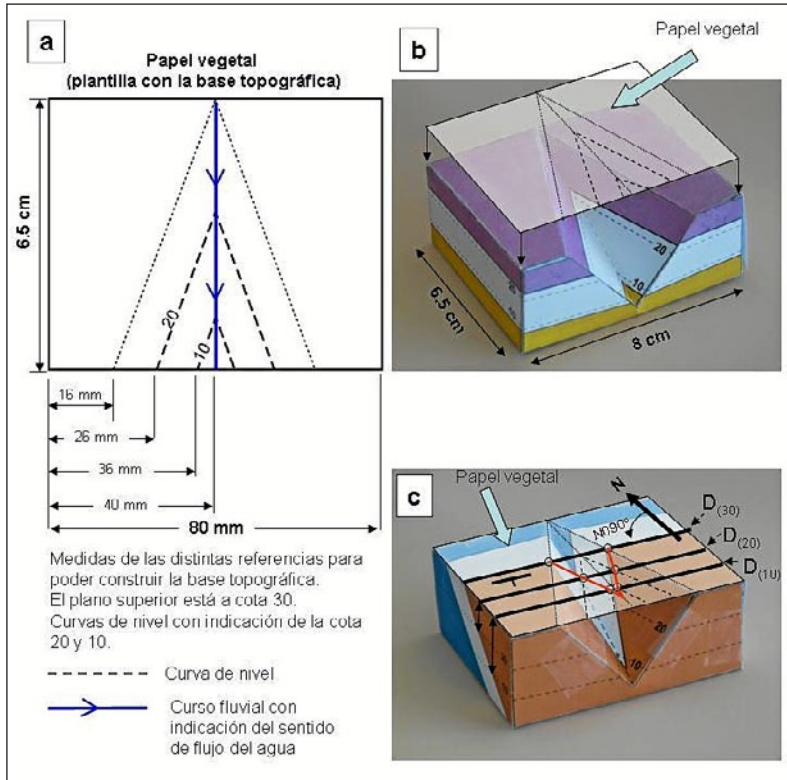 a
Papel vegetal
(plantilla con la base topográfica)
6.5 cm
20
10
16 mm
26 mm
36 mm
40 mm
80 mm
Medidas de las distintas referencias para
poder construir la base topográfica.
El plano superior está a cota 30.
Curvas de nivel con indicación de la cota
20 y 10.
Curva de nivel
Curso fluvial con
indicación del sentido
de flujo del agua
b
Papel vegetal
20
10
6.5 cm
8 cm
c
Papel vegetal
N
N090º
D(30)
D(20)
D(10)
20
10